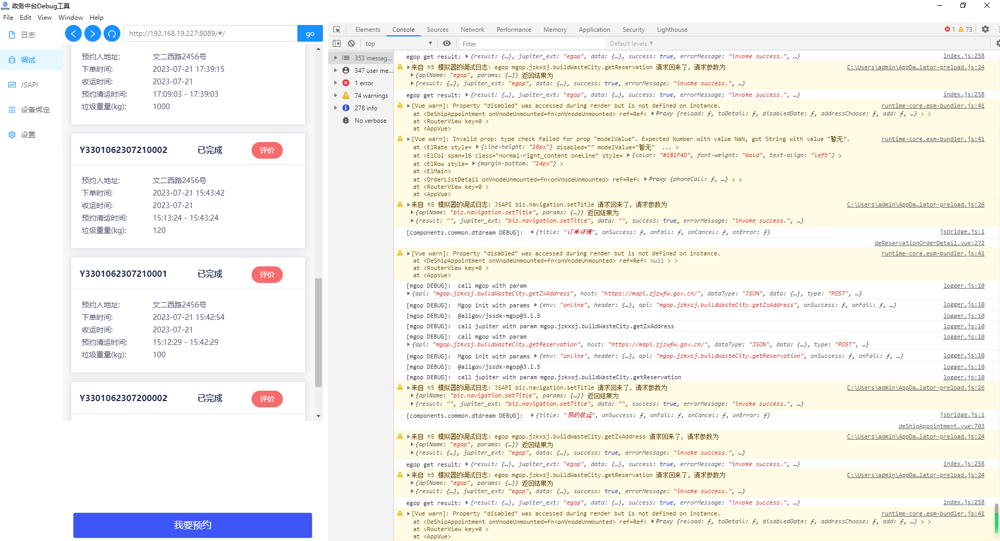 政务中台Debug工具
File Edit View Window Help
日志
调试
JSAPI
设备绑定
设置
http://192.168.19.227:8089/#/
go
预约人地址: 文二西路2456号
下单时间: 2023-07-21 17:39:15
收运时间: 2023-07-21
预约清运时间: 17:09:03 - 17:39:03
垃圾重量(kg): 1000
Y3301062307210002 已完成 评价
预约人地址: 文二西路2456号
下单时间: 2023-07-21 15:43:42
收运时间: 2023-07-21
预约清运时间: 15:13:24 - 15:43:24
垃圾重量(kg): 120
Y3301062307210001 已完成 评价
预约人地址: 文二西路2456号
下单时间: 2023-07-21 15:42:54
收运时间: 2023-07-21
预约清运时间: 15:12:29 - 15:42:29
垃圾重量(kg): 100
Y3301062307200002 已完成 评价
我要预约
Elements Console Sources Network Performance Memory Application Security Lighthouse 1 73
top Filter Default levels
353 messag...
347 user me...
1 error
74 warnings
278 info
No verbose
egop get result: {result: {…}, jupiter_ext: "egop", data: {…}, success: true, errorMessage: "invoke success.", …} index.js:258
来自 h5 模拟器的调试日志: egop mgop.jzkxsj.buildWasteCity.getReservation 请求回来了, 请求参数为 C:\Users\admin\AppDa…lator-preload.js:24
{apiName: "egop", params: {…}} 返回结果为
{result: {…}, jupiter_ext: "egop", data: {…}, success: true, errorMessage: "invoke success.", …}
egop get result: {result: {…}, jupiter_ext: "egop", data: {…}, success: true, errorMessage: "invoke success.", …} index.js:258
[Vue warn]: Property "disabled" was accessed during render but is not defined on instance. runtime-core.esm-bundler.js:41
at <DeShipAppointment onVnodeUnmounted=fn<onVnodeUnmounted> ref=Ref< Proxy {reload: ƒ, toDetail: ƒ, disabledDate: ƒ, addressChoose: ƒ, add: ƒ, …} > >
at <RouterView key=0 >
at <AppVue>
[Vue warn]: Invalid prop: type check failed for prop "modelValue". Expected Number with value NaN, got String with value "暂无". runtime-core.esm-bundler.js:41
at <ElRate style= {line-height: "10px"} disabled="" modelValue="暂无" ... >
at <ElCol span=16 class="normal-right_content oneLine" style= {color: "#181F4D", font-weight: "bold", text-align: "left"} >
at <ElRow style= {margin-bottom: "14px"} >
at <ElMain>
at <OrderListDetail onVnodeUnmounted=fn<onVnodeUnmounted> ref=Ref< Proxy {phoneCall: ƒ, …} > >
at <RouterView key=0 >
at <AppVue>
来自 h5 模拟器的调试日志: JSAPI biz.navigation.setTitle 请求回来了, 请求参数为 C:\Users\admin\AppDa…lator-preload.js:26
{apiName: "biz.navigation.setTitle", params: {…}} 返回结果为
{result: "", jupiter_ext: "biz.navigation.setTitle", data: "", success: true, errorMessage: "invoke success.", …}
[components.common.dtdream DEBUG]: {title: "订单详情", onSuccess: ƒ, onFail: ƒ, onCancel: ƒ, onError: ƒ} jsbridge.js:1
deReservationOrderDetail.vue:272
[Vue warn]: Property "disabled" was accessed during render but is not defined on instance. runtime-core.esm-bundler.js:41
at <DeShipAppointment onVnodeUnmounted=fn<onVnodeUnmounted> ref=Ref< null > >
at <RouterView key=0 >
at <AppVue>
[mgop DEBUG]: call mgop with param logger.js:10
{api: "mgop.jzkxsj.buildWasteCity.getZxAddress", host: "https://mapi.zjzwfw.gov.cn/", dataType: "JSON", data: {…}, type: "POST", …}
[mgop DEBUG]: Mgop init with params {env: "online", header: {…}, api: "mgop.jzkxsj.buildWasteCity.getZxAddress", onSuccess: ƒ, onFail: ƒ, …} logger.js:10
[mgop DEBUG]: @aligov/jssdk-mgop@3.1.5 logger.js:10
[mgop DEBUG]: call jupiter with param mgop.jzkxsj.buildWasteCity.getZxAddress logger.js:10
[mgop DEBUG]: call mgop with param logger.js:10
{api: "mgop.jzkxsj.buildWasteCity.getReservation", host: "https://mapi.zjzwfw.gov.cn/", dataType: "JSON", data: {…}, type: "POST", …}
[mgop DEBUG]: Mgop init with params {env: "online", header: {…}, api: "mgop.jzkxsj.buildWasteCity.getReservation", onSuccess: ƒ, onFail: ƒ, …} logger.js:10
[mgop DEBUG]: @aligov/jssdk-mgop@3.1.5 logger.js:10
[mgop DEBUG]: call jupiter with param mgop.jzkxsj.buildWasteCity.getReservation logger.js:10
来自 h5 模拟器的调试日志: JSAPI biz.navigation.setTitle 请求回来了, 请求参数为 C:\Users\admin\AppDa…lator-preload.js:26
{apiName: "biz.navigation.setTitle", params: {…}} 返回结果为
{result: "", jupiter_ext: "biz.navigation.setTitle", data: "", success: true, errorMessage: "invoke success.", …}
[components.common.dtdream DEBUG]: {title: "预约收运", onSuccess: ƒ, onFail: ƒ, onCancel: ƒ, onError: ƒ} jsbridge.js:1
deShipAppointment.vue:703
来自 h5 模拟器的调试日志: egop mgop.jzkxsj.buildWasteCity.getZxAddress 请求回来了, 请求参数为 C:\Users\admin\AppDa…lator-preload.js:24
{apiName: "egop", params: {…}} 返回结果为
{result: {…}, jupiter_ext: "egop", data: {…}, success: true, errorMessage: "invoke success.", …}
egop get result: {result: {…}, jupiter_ext: "egop", data: {…}, success: true, errorMessage: "invoke success.", …} index.js:258
来自 h5 模拟器的调试日志: egop mgop.jzkxsj.buildWasteCity.getReservation 请求回来了, 请求参数为 C:\Users\admin\AppDa…lator-preload.js:24
{apiName: "egop", params: {…}} 返回结果为
{result: {…}, jupiter_ext: "egop", data: {…}, success: true, errorMessage: "invoke success.", …}
egop get result: {result: {…}, jupiter_ext: "egop", data: {…}, success: true, errorMessage: "invoke success.", …} index.js:258
[Vue warn]: Property "disabled" was accessed during render but is not defined on instance. runtime-core.esm-bundler.js:41
at <DeShipAppointment onVnodeUnmounted=fn<onVnodeUnmounted> ref=Ref< Proxy {reload: ƒ, toDetail: ƒ, disabledDate: ƒ, addressChoose: ƒ, add: ƒ, …} > >
at <RouterView key=0 >
at <AppVue>